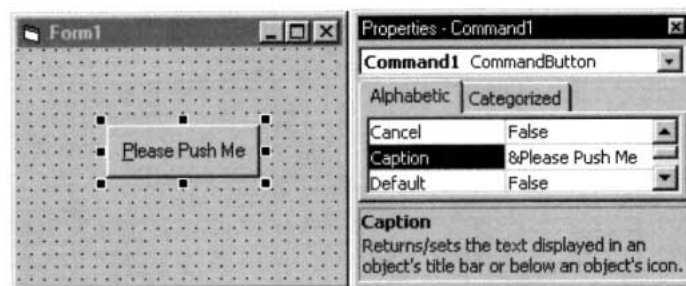 Form1
Please Push Me
Properties - Command1
Command1 CommandButton
Alphabetic Categorized
Cancel False
Caption &Please Push Me
Default False
Caption
Returns/sets the text displayed in an
object's title bar or below an object's icon.